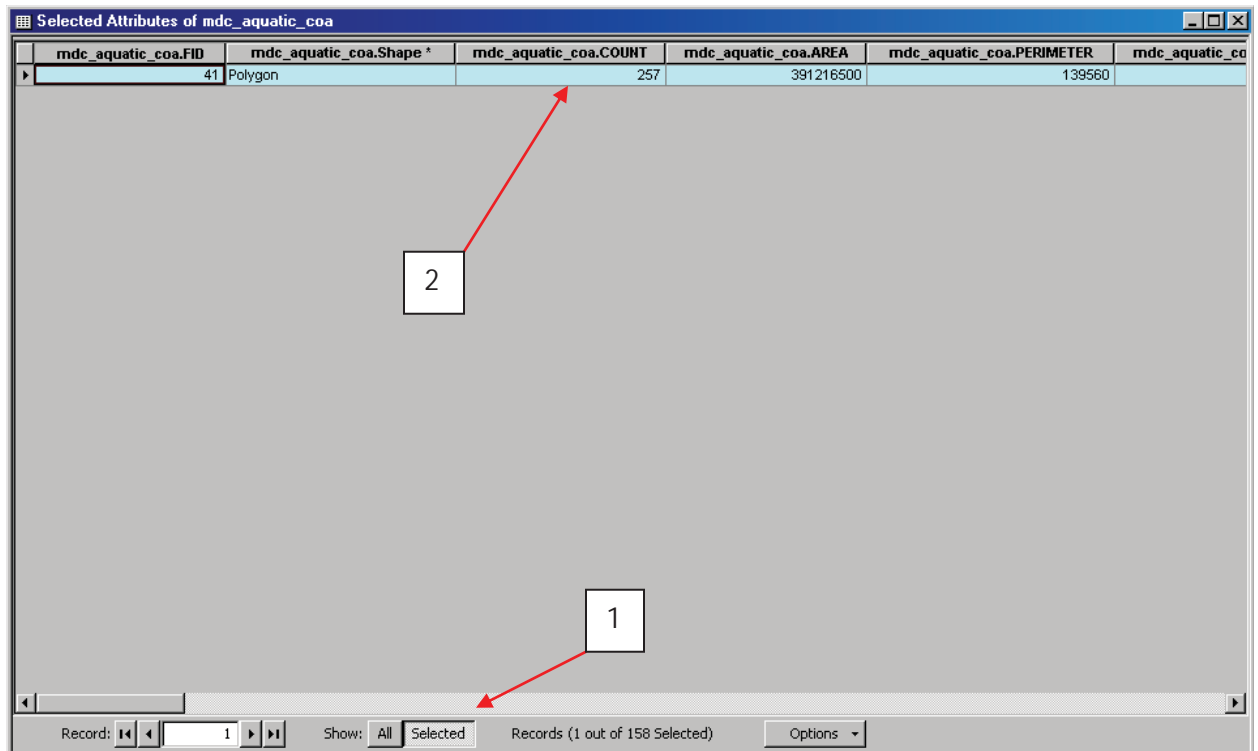 Selected Attributes of mdc_aquatic_coa
mdc_aquatic_coa.FID mdc_aquatic_coa.Shape * mdc_aquatic_coa.COUNT mdc_aquatic_coa.AREA mdc_aquatic_coa.PERIMETER mdc_aquatic_co
41 Polygon 257 391216500 139560
2
1
Record: 1 Show: All Selected Records (1 out of 158 Selected) Options